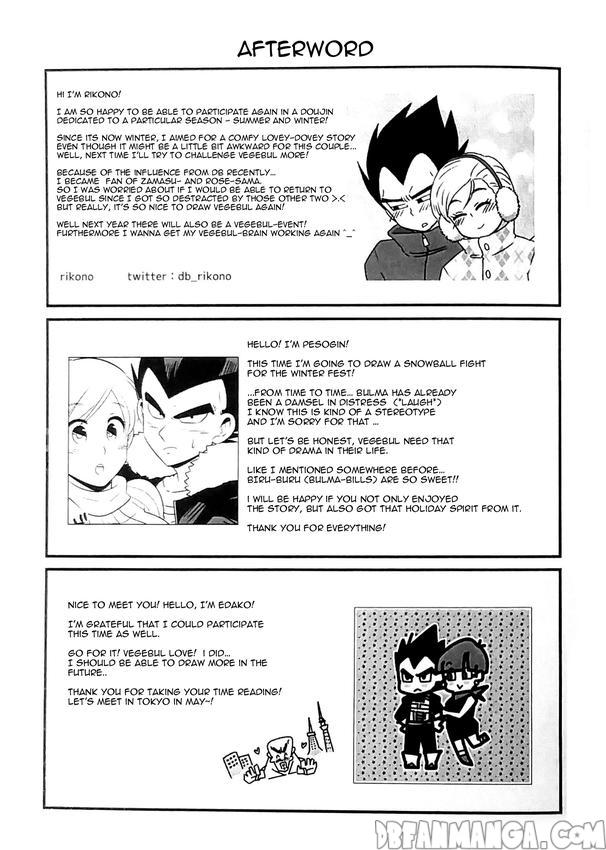 AFTERWORD
HI I'M RIKONO!
I AM SO HAPPY TO BE ABLE TO PARTICIPATE AGAIN IN A DOUJIN
DEDICATED TO A PARTICULAR SEASON - SUMMER AND WINTER!
SINCE ITS NOW WINTER, I AIMED FOR A COMFY LOVEY-DOVEY STORY
EVEN THOUGH IT MIGHT BE A LITTLE BIT AWKWARD FOR THIS COUPLE...
WELL, NEXT TIME I'LL TRY TO CHALLENGE VEGEBUL MORE!
BECAUSE OF THE INFLUENCE FROM DB RECENTLY...
I BECAME FAN OF ZAMASU- AND ROSE-SAMA.
SO I WAS WORRIED ABOUT IF I WOULD BE ABLE TO RETURN TO
VEGEBUL SINCE I GOT SO DESTRACTED BY THOSE OTHER TWO >.<
BUT REALLY, IT'S SO NICE TO DRAW VEGEBUL AGAIN!
WELL NEXT YEAR THERE WILL ALSO BE A VEGEBUL-EVENT!
FURTHERMORE I WANNA GET MY VEGEBUL-BRAIN WORKING AGAIN ^_^
rikono twitter : db_rikono
HELLO! I'M PESOGIN!
THIS TIME I'M GOING TO DRAW A SNOWBALL FIGHT
FOR THE WINTER FEST!
...FROM TIME TO TIME... BULMA HAS ALREADY
BEEN A DAMSEL IN DISTRESS (*LAUGH*)
I KNOW THIS IS KIND OF A STEREOTYPE
AND I'M SORRY FOR THAT ...
BUT LET'S BE HONEST, VEGEBUL NEED THAT
KIND OF DRAMA IN THEIR LIFE.
LIKE I MENTIONED SOMEWHERE BEFORE...
BIRU-BURU (BULMA-BILLS) ARE SO SWEET!!
I WILL BE HAPPY IF YOU NOT ONLY ENJOYED
THE STORY, BUT ALSO GOT THAT HOLIDAY SPIRIT FROM IT.
THANK YOU FOR EVERYTHING!
NICE TO MEET YOU! HELLO, I'M EDAKO!
I'M GRATEFUL THAT I COULD PARTICIPATE
THIS TIME AS WELL.
GO FOR IT! VEGEBUL LOVE! I DID...
I SHOULD BE ABLE TO DRAW MORE IN THE
FUTURE..
THANK YOU FOR TAKING YOUR TIME READING!
LET'S MEET IN TOKYO IN MAY~!
DBFANMANGA.COM